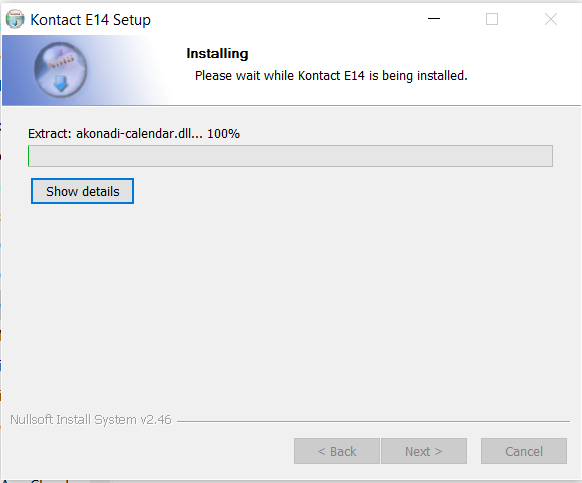 Kontact E14 Setup
Installing
Please wait while Kontact E14 is being installed.
Extract: akonadi-calendar.dll... 100%
Show details
Nullsoft Install System v2.46
< Back
Next >
Cancel